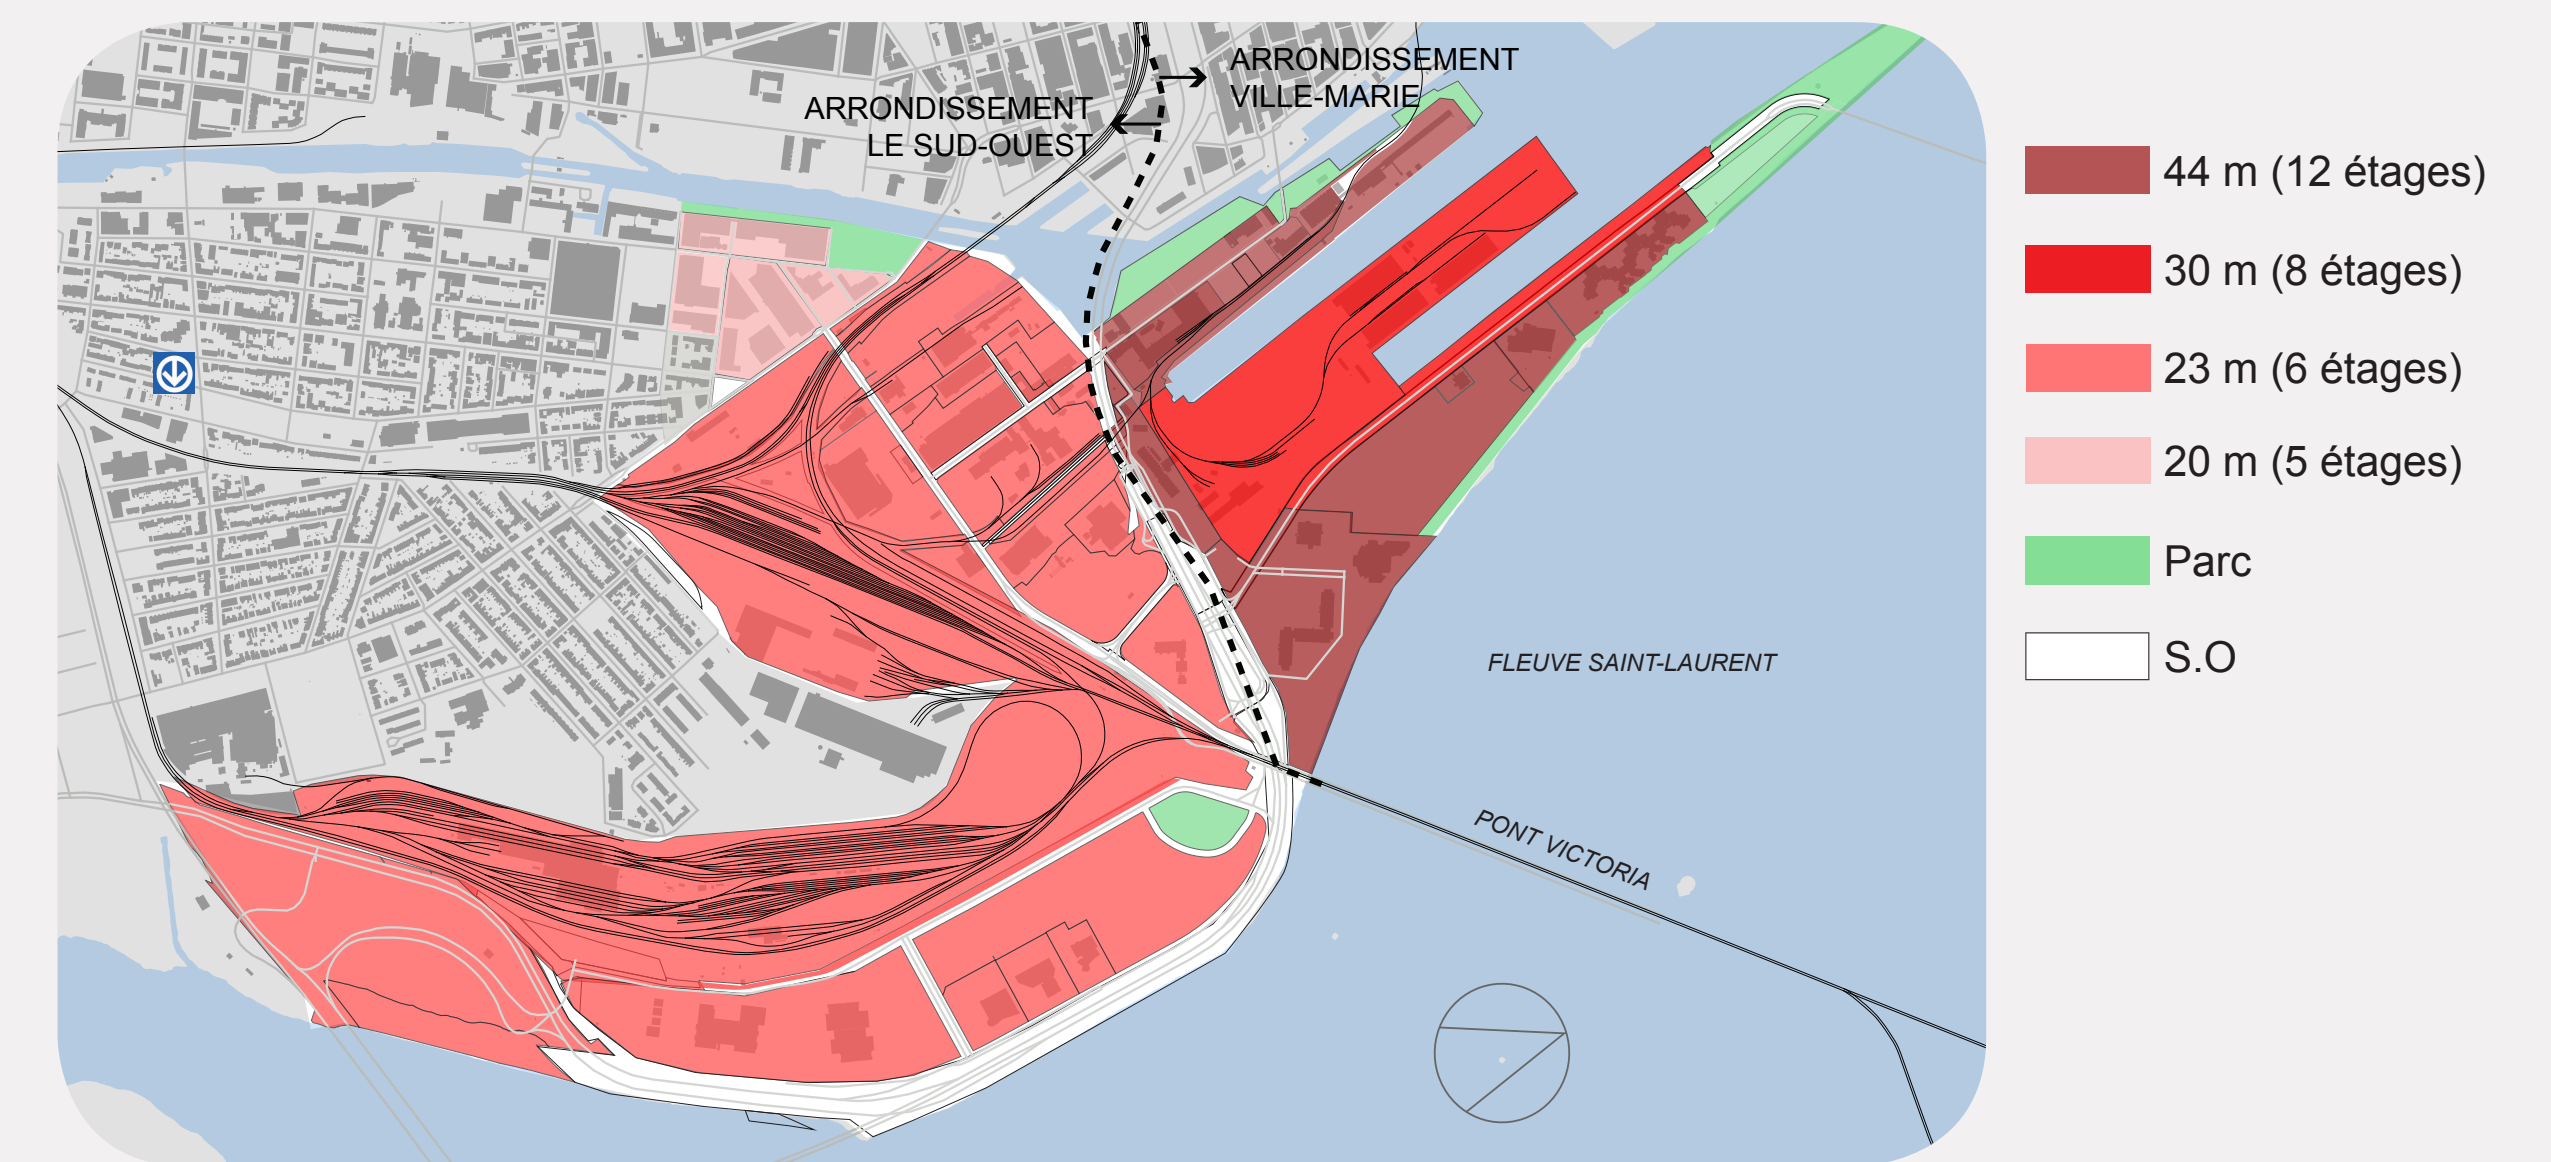 ARRONDISSEMENT
VILLE-MARIE
ARRONDISSEMENT
LE SUD-OUEST
FLEUVE SAINT-LAURENT
PONT VICTORIA
44 m (12 étages)
30 m (8 étages)
23 m (6 étages)
20 m (5 étages)
Parc
S.O